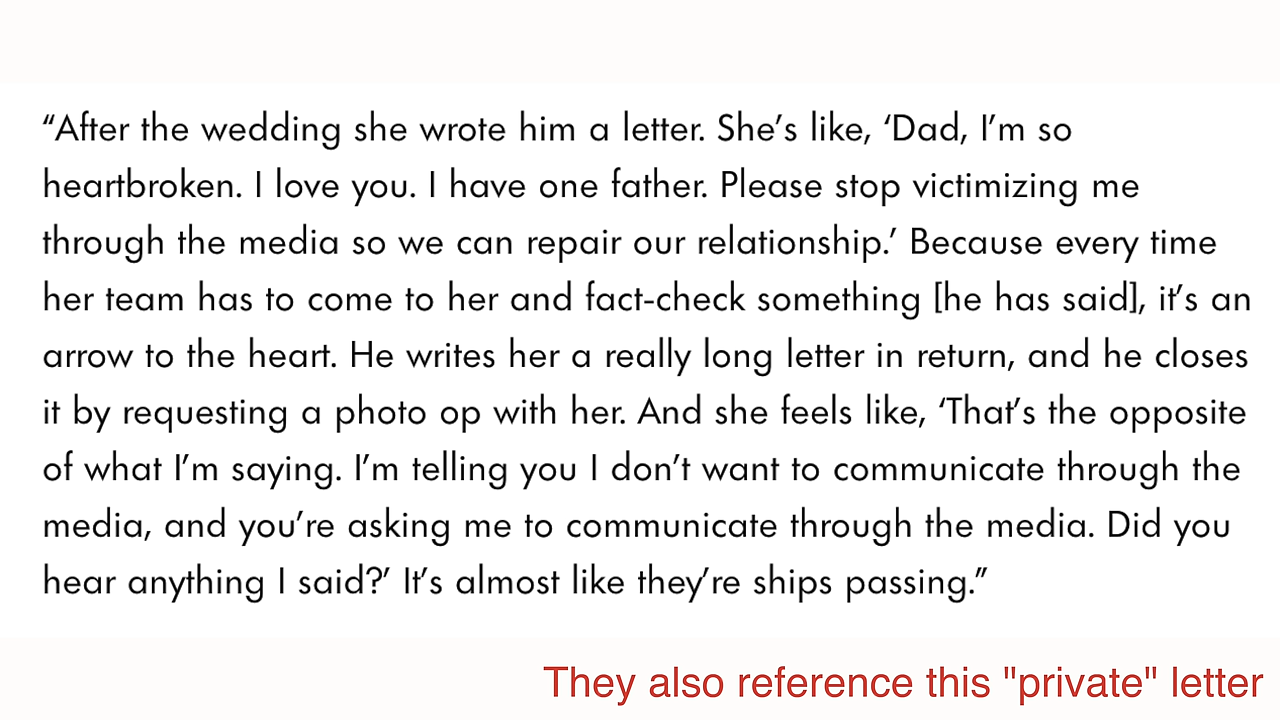 “After the wedding she wrote him a letter. She’s like, ‘Dad, I’m so
heartbroken. I love you. I have one father. Please stop victimizing me
through the media so we can repair our relationship.’ Because every time
her team has to come to her and fact-check something [he has said], it’s an
arrow to the heart. He writes her a really long letter in return, and he closes
it by requesting a photo op with her. And she feels like, ‘That’s the opposite
of what I’m saying. I’m telling you I don’t want to communicate through the
media, and you’re asking me to communicate through the media. Did you
hear anything I said?’ It’s almost like they’re ships passing.”
They also reference this "private" letter